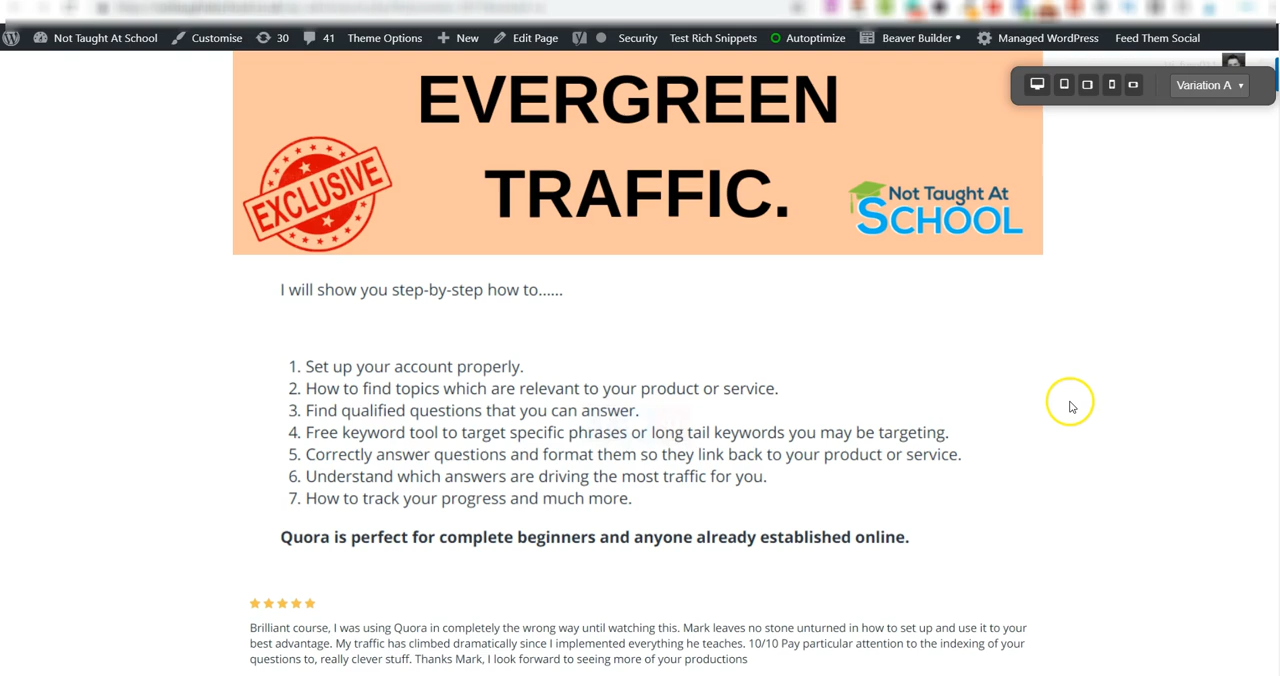 Not Taught At School Customise 30 41 Theme Options New Edit Page Security Test Rich Snippets Autoptimize Beaver Builder Managed WordPress Feed Them Social
Variation A
EVERGREEN
TRAFFIC.
EXCLUSIVE
Not Taught At
SCHOOL
I will show you step-by-step how to......
1. Set up your account properly.
2. How to find topics which are relevant to your product or service.
3. Find qualified questions that you can answer.
4. Free keyword tool to target specific phrases or long tail keywords you may be targeting.
5. Correctly answer questions and format them so they link back to your product or service.
6. Understand which answers are driving the most traffic for you.
7. How to track your progress and much more.
Quora is perfect for complete beginners and anyone already established online.
Brilliant course, I was using Quora in completely the wrong way until watching this. Mark leaves no stone unturned in how to set up and use it to your
best advantage. My traffic has climbed dramatically since I implemented everything he teaches. 10/10 Pay particular attention to the indexing of your
questions to, really clever stuff. Thanks Mark, I look forward to seeing more of your productions